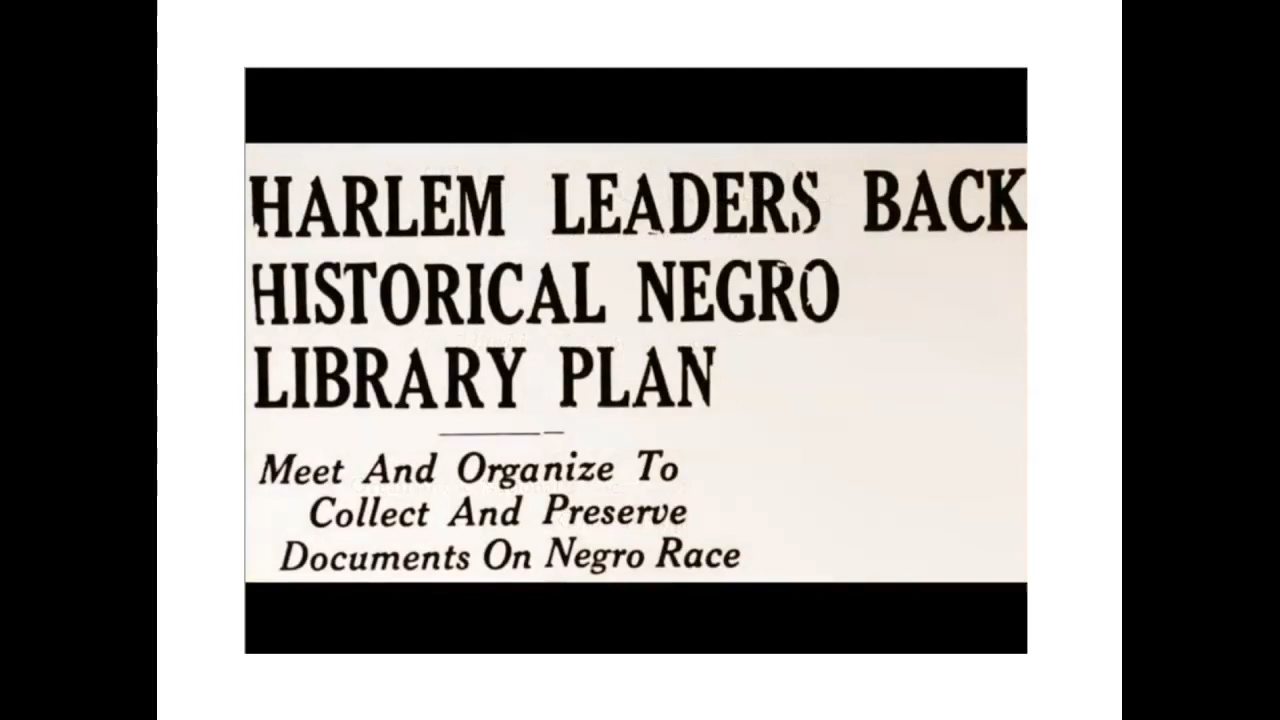 HARLEM LEADERS BACK
HISTORICAL NEGRO
LIBRARY PLAN
Meet And Organize To
Collect And Preserve
Documents On Negro Race